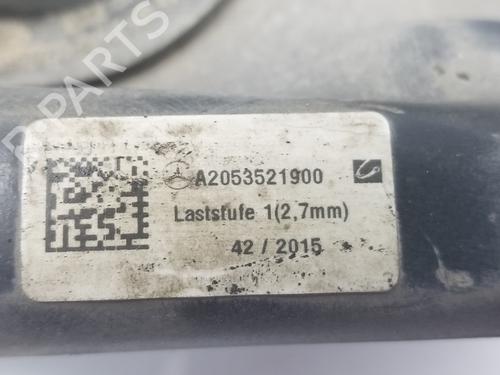 A2053521900
Laststufe 1(2,7mm)
42 / 2015
B-PARTS